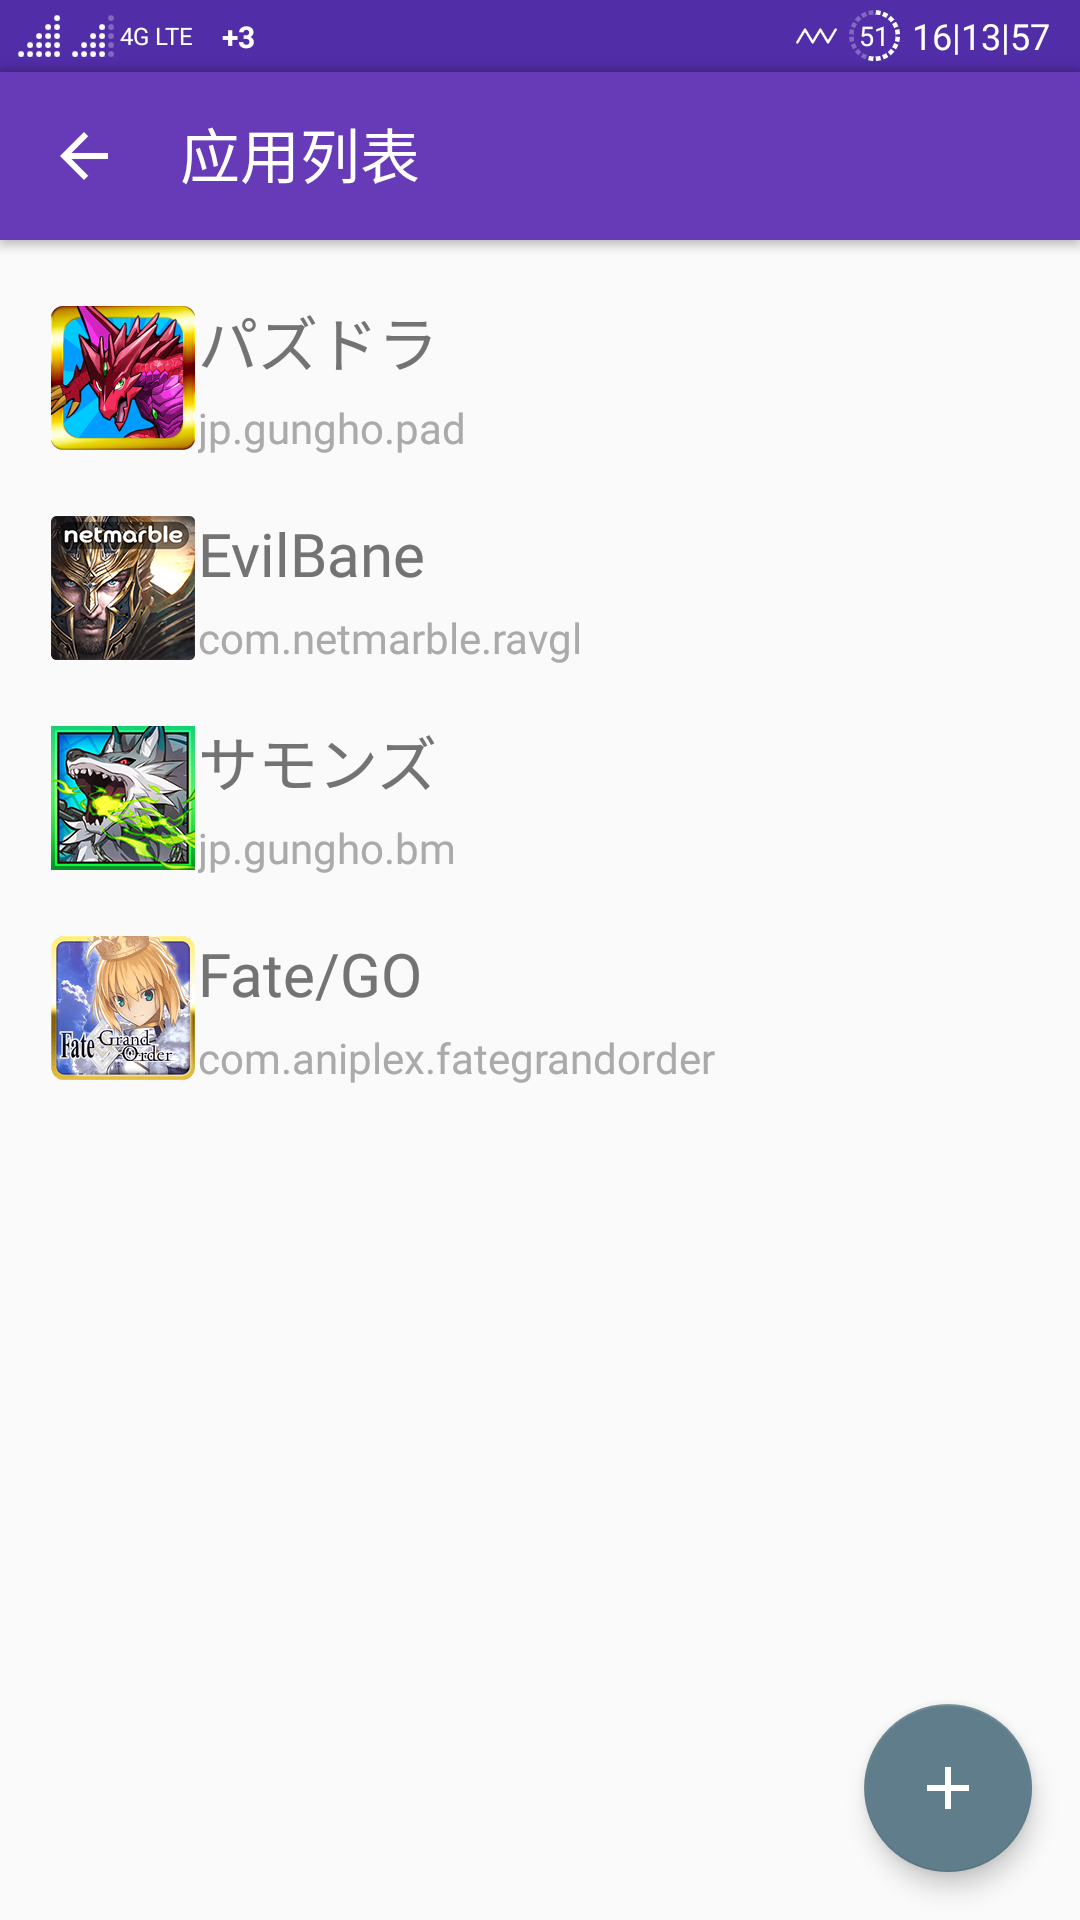 4G LTE +3 51 16|13|57
应用列表
パズドラ
jp.gungho.pad
netmarble
EvilBane
com.netmarble.ravgl
サモンズ
jp.gungho.bm
Fate/GO
Fate Grand Order
com.aniplex.fategrandorder